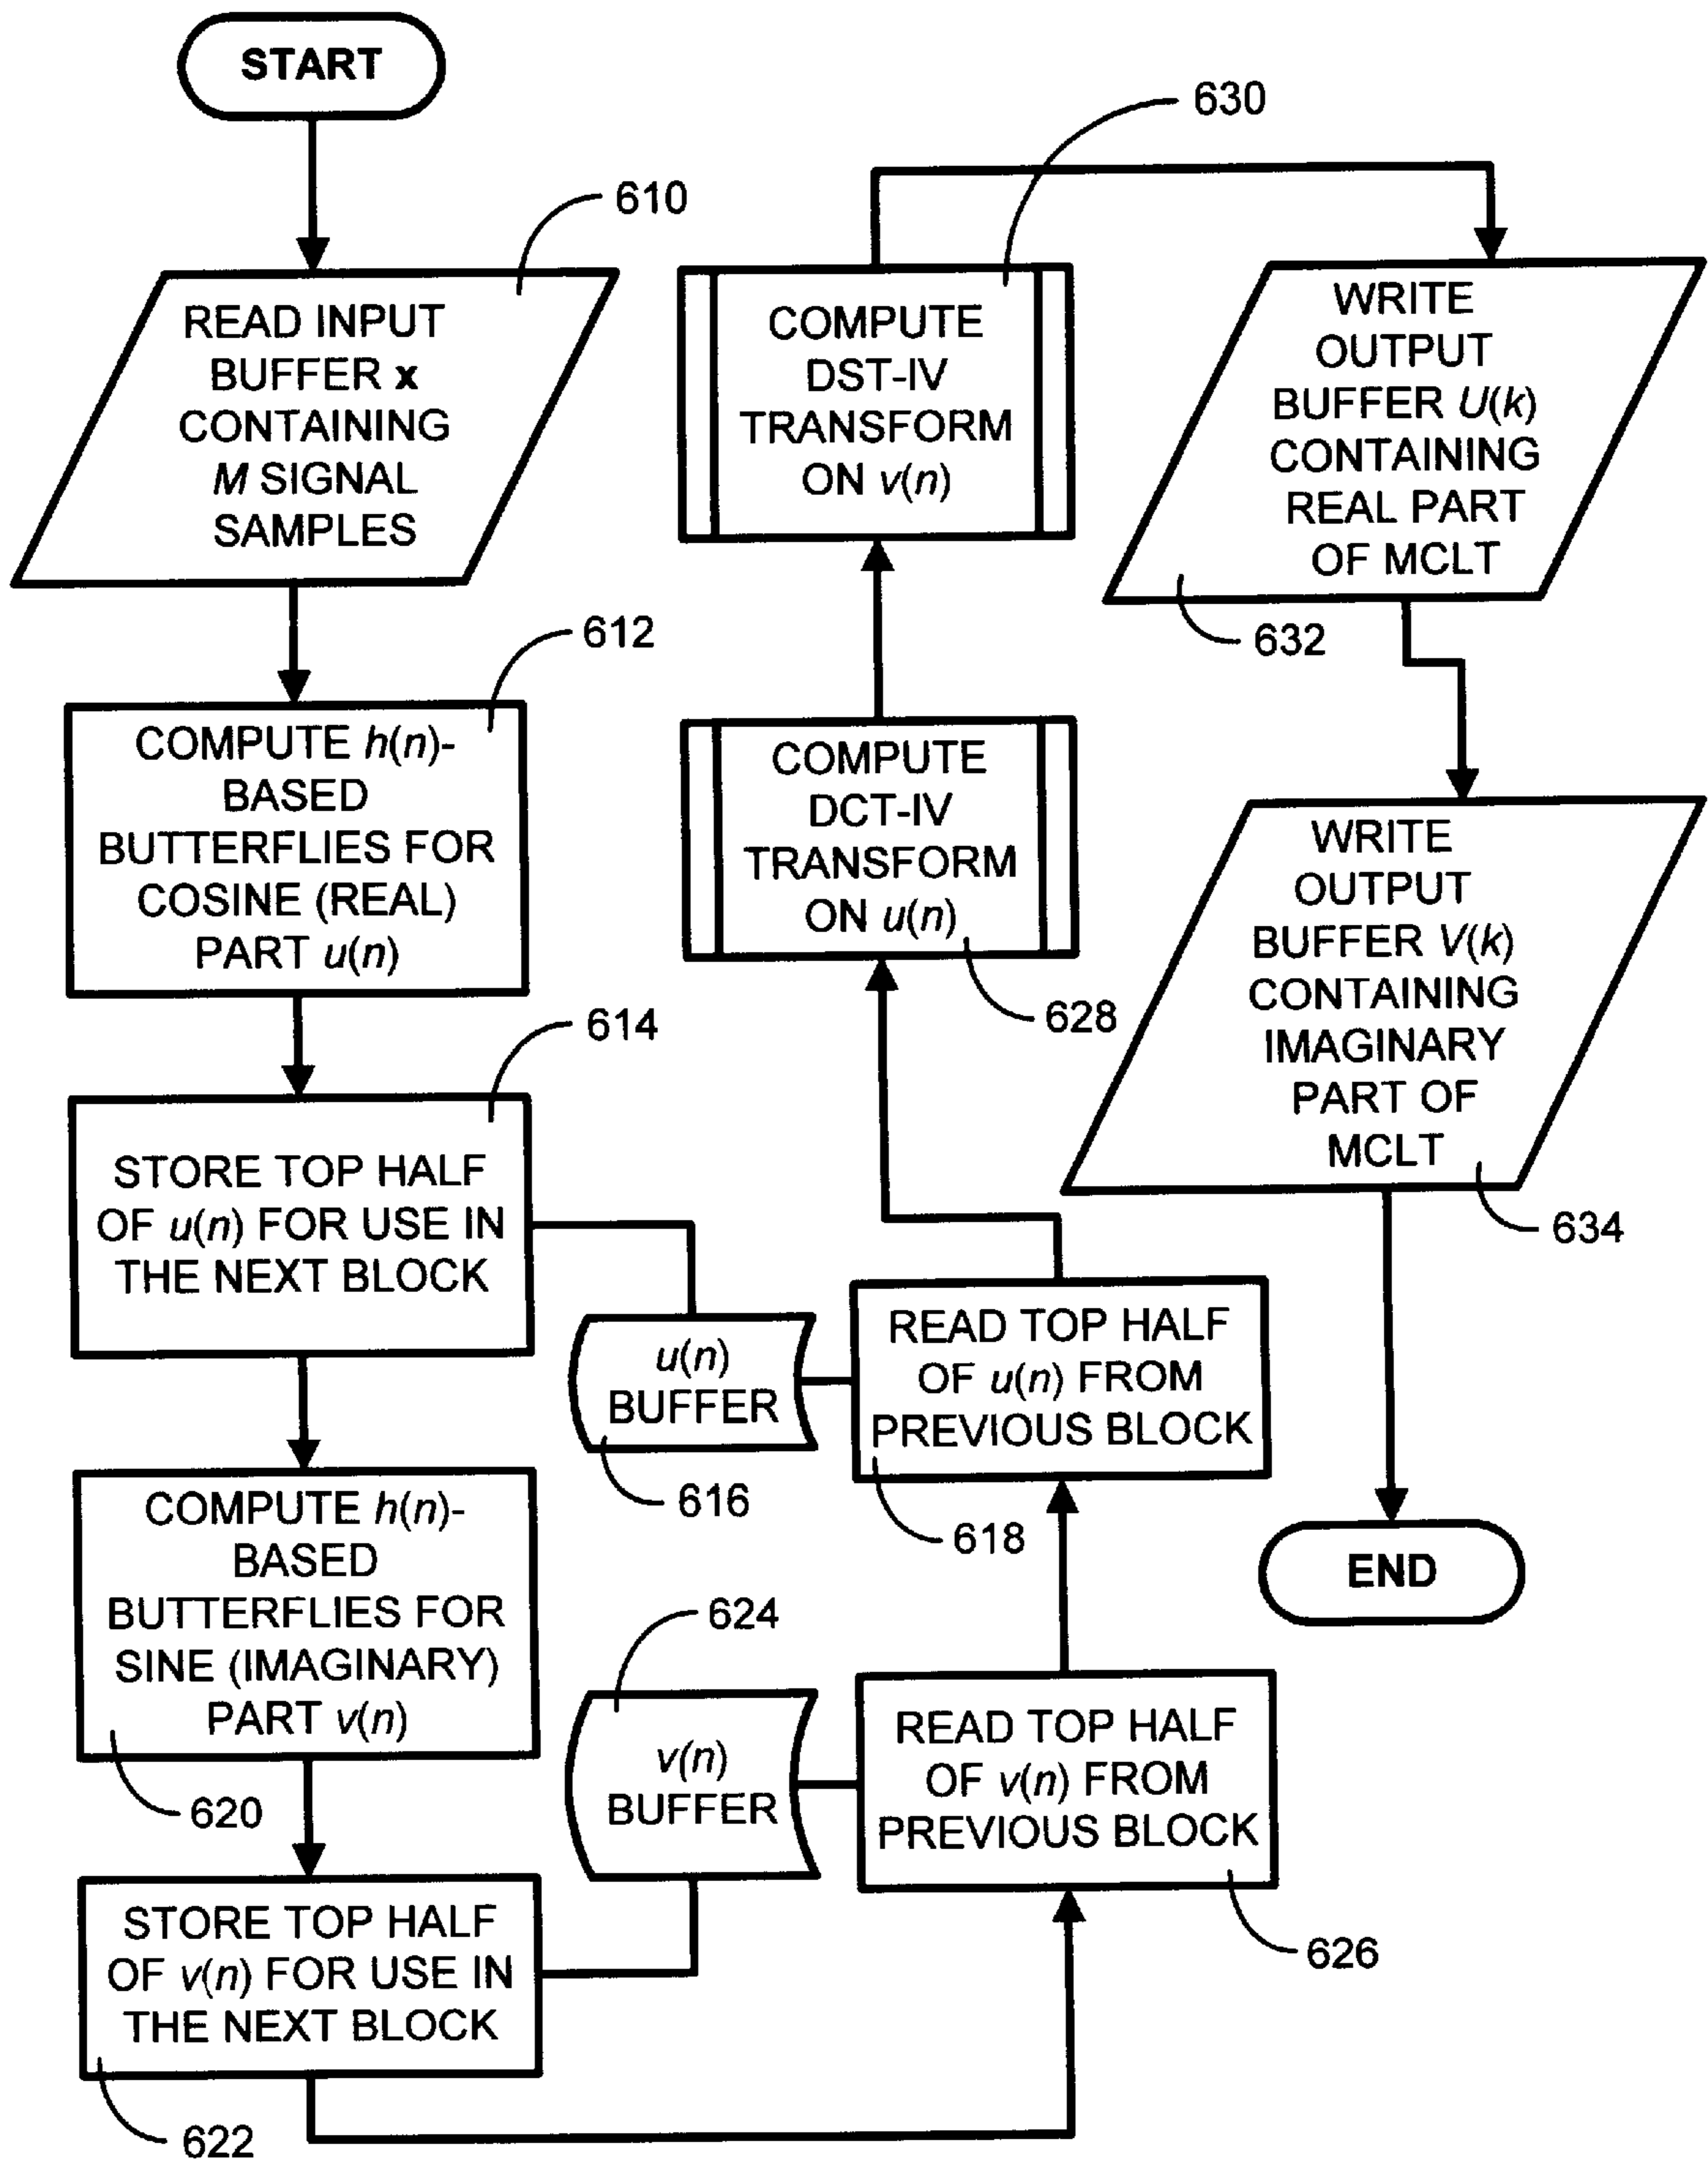 START
610
READ INPUT
BUFFER x
CONTAINING
M SIGNAL
SAMPLES
612
COMPUTE h(n)-
BASED
BUTTERFLIES FOR
COSINE (REAL)
PART u(n)
614
STORE TOP HALF
OF u(n) FOR USE IN
THE NEXT BLOCK
u(n)
BUFFER
616
COMPUTE h(n)-
BASED
BUTTERFLIES FOR
SINE (IMAGINARY)
PART v(n)
620
624
v(n)
BUFFER
STORE TOP HALF
OF v(n) FOR USE IN
THE NEXT BLOCK
622
READ TOP HALF
OF v(n) FROM
PREVIOUS BLOCK
626
READ TOP HALF
OF u(n) FROM
PREVIOUS BLOCK
618
COMPUTE
DCT-IV
TRANSFORM
ON u(n)
628
630
COMPUTE
DST-IV
TRANSFORM
ON v(n)
WRITE
OUTPUT
BUFFER U(k)
CONTAINING
REAL PART
OF MCLT
632
WRITE
OUTPUT
BUFFER V(k)
CONTAINING
IMAGINARY
PART OF
MCLT
634
END